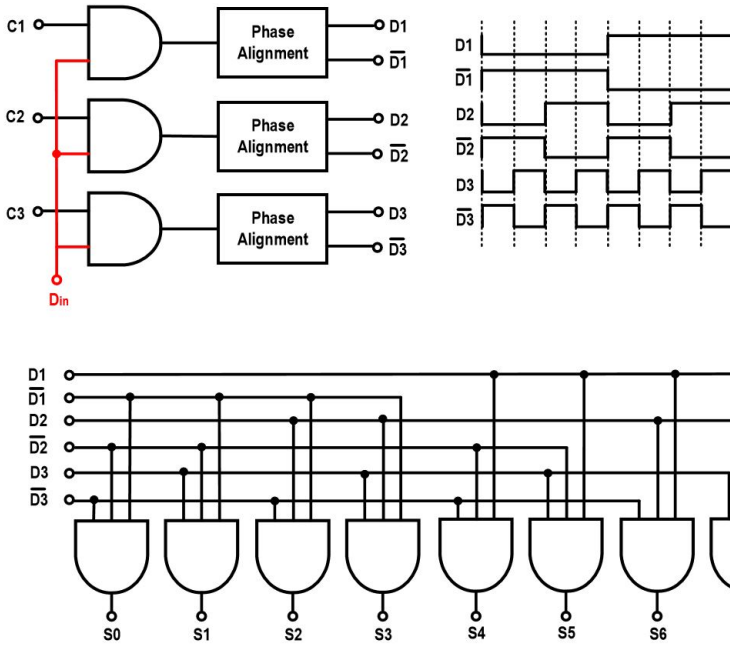 C1
Phase
Alignment
D1
D̅1̅
C2
Phase
Alignment
D2
D̅2̅
C3
Phase
Alignment
D3
D̅3̅
Din
D1
D̅1̅
D2
D̅2̅
D3
D̅3̅
D1
D̅1̅
D2
D̅2̅
D3
D̅3̅
S0 S1 S2 S3 S4 S5 S6